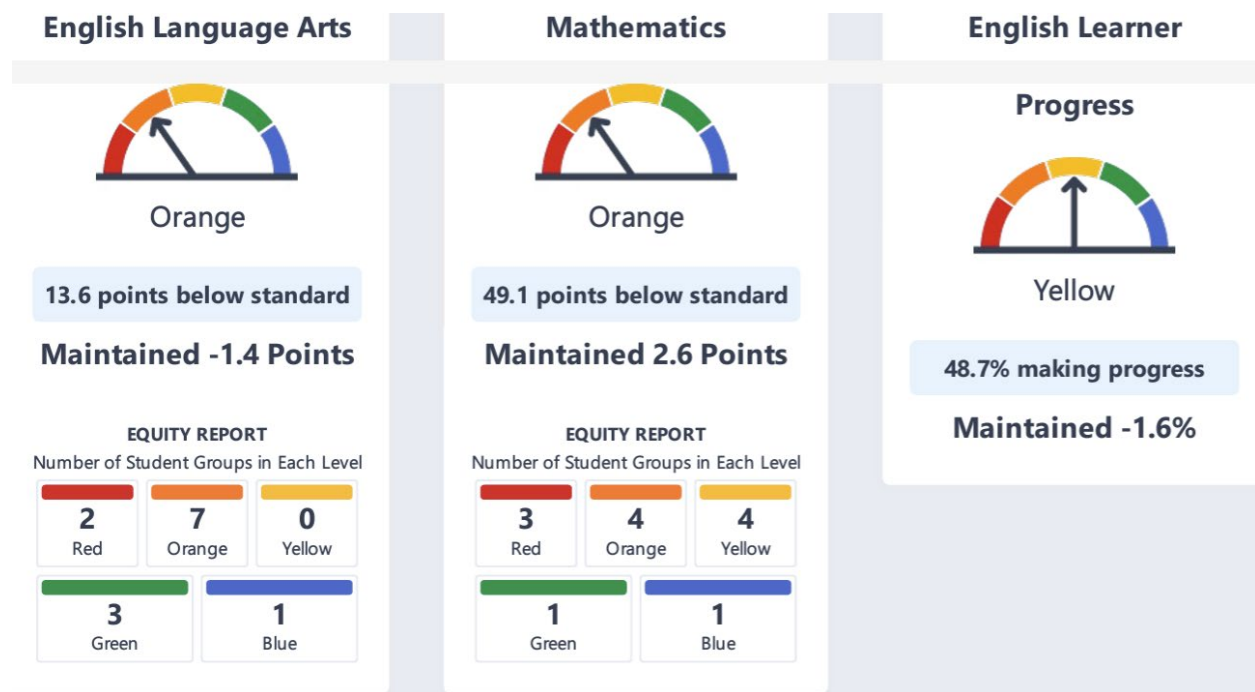 English Language Arts
Orange
13.6 points below standard
Maintained -1.4 Points
EQUITY REPORT
Number of Student Groups in Each Level
2 7 0
Red Orange Yellow
3 1
Green Blue
Mathematics
Orange
49.1 points below standard
Maintained 2.6 Points
EQUITY REPORT
Number of Student Groups in Each Level
3 4 4
Red Orange Yellow
1 1
Green Blue
English Learner
Progress
Yellow
48.7% making progress
Maintained -1.6%